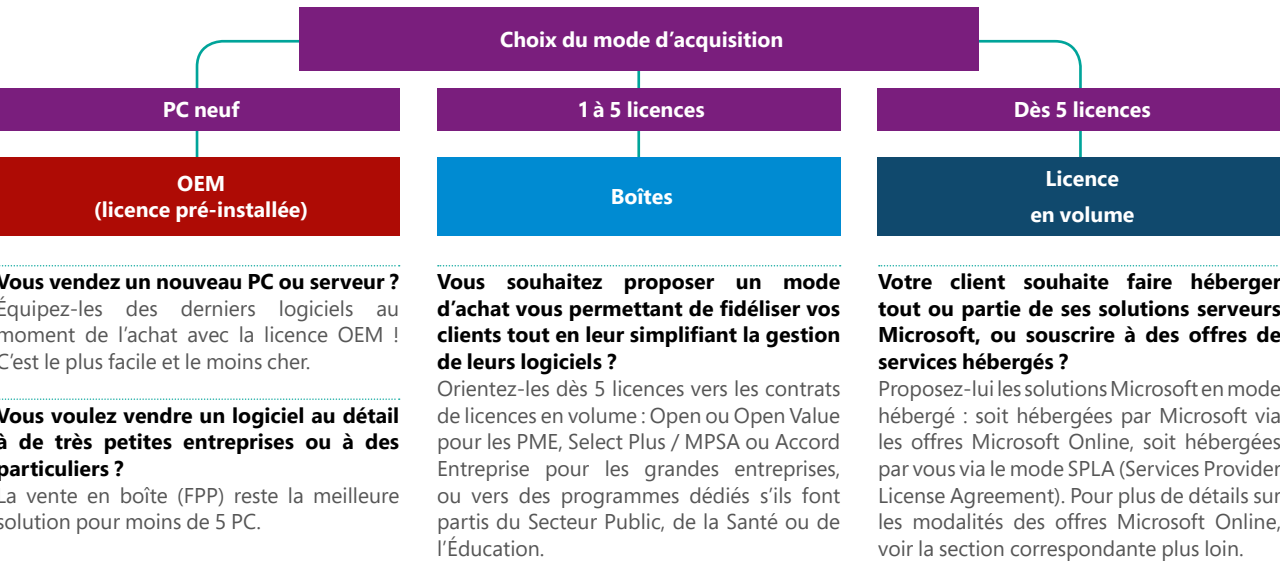 Choix du mode d’acquisition
PC neuf
1 à 5 licences
Dès 5 licences
OEM
(licence pré-installée)
Boîtes
Licence
en volume
Vous vendez un nouveau PC ou serveur ?
Équipez-les des derniers logiciels au
moment de l’achat avec la licence OEM !
C’est le plus facile et le moins cher.
Vous voulez vendre un logiciel au détail
à de très petites entreprises ou à des
particuliers ?
La vente en boîte (FPP) reste la meilleure
solution pour moins de 5 PC.
Vous souhaitez proposer un mode
d’achat vous permettant de fidéliser vos
clients tout en leur simplifiant la gestion
de leurs logiciels ?
Orientez-les dès 5 licences vers les contrats
de licences en volume : Open ou Open Value
pour les PME, Select Plus / MPSA ou Accord
Entreprise pour les grandes entreprises,
ou vers des programmes dédiés s’ils font
partis du Secteur Public, de la Santé ou de
l’Éducation.
Votre client souhaite faire héberger
tout ou partie de ses solutions serveurs
Microsoft, ou souscrire à des offres de
services hébergés ?
Proposez-lui les solutions Microsoft en mode
hébergé : soit hébergées par Microsoft via
les offres Microsoft Online, soit hébergées
par vous via le mode SPLA (Services Provider
License Agreement). Pour plus de détails sur
les modalités des offres Microsoft Online,
voir la section correspondante plus loin.